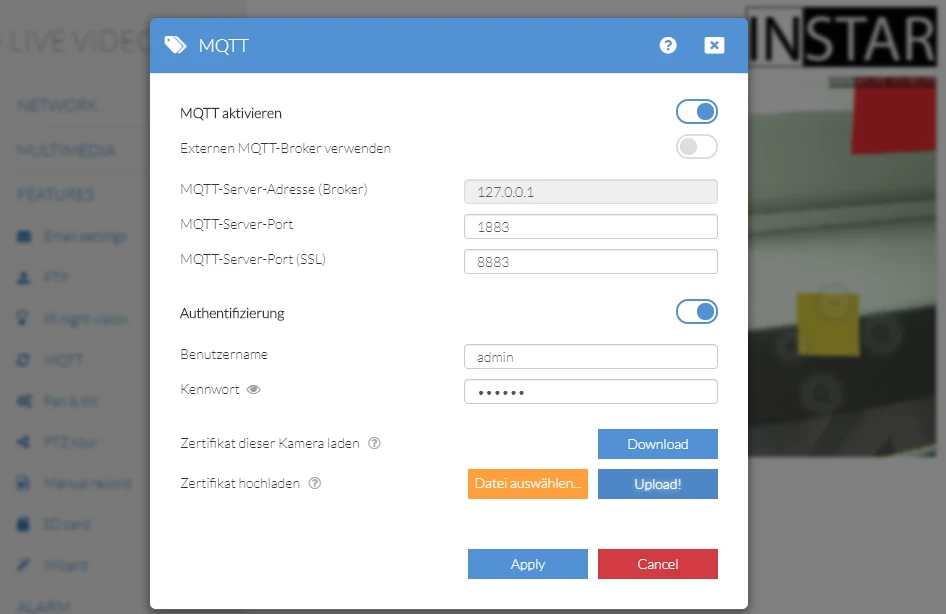 LIVE VIDEO
INSTAR
MQTT
NETWORK
MULTIMEDIA
FEATURES
Email settings
FTP
IR night vision
MQTT
Pan & tilt
PTZ tour
Manual record
SD card
Wizard
ALARM
MQTT aktivieren
Externen MQTT-Broker verwenden
MQTT-Server-Adresse (Broker) 127.0.0.1
MQTT-Server-Port 1883
MQTT-Server-Port (SSL) 8883
Authentifizierung
Benutzername admin
Kennwort ••••••
Zertifikat dieser Kamera laden ? Download
Zertifikat hochladen ? Datei auswählen... Upload!
Apply Cancel